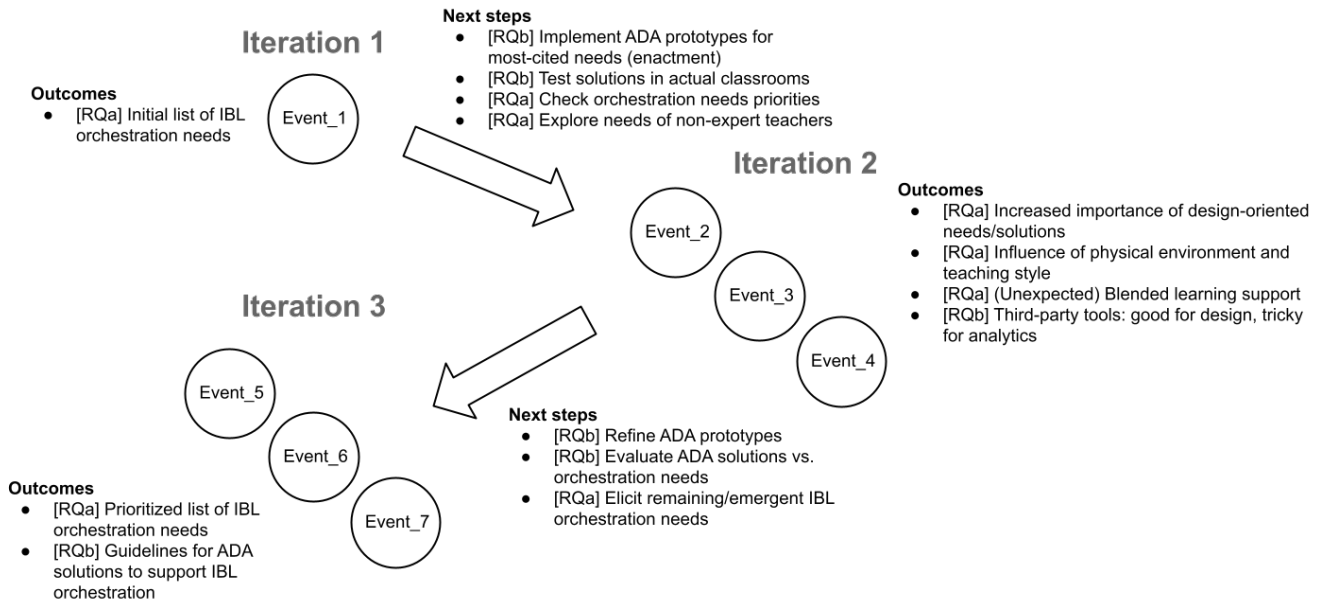 Iteration 1
Outcomes
● [RQa] Initial list of IBL
orchestration needs
Event_1
Next steps
● [RQb] Implement ADA prototypes for
most-cited needs (enactment)
● [RQb] Test solutions in actual classrooms
● [RQa] Check orchestration needs priorities
● [RQa] Explore needs of non-expert teachers
Iteration 2
Event_2
Event_3
Event_4
Outcomes
● [RQa] Increased importance of design-oriented
needs/solutions
● [RQa] Influence of physical environment and
teaching style
● [RQa] (Unexpected) Blended learning support
● [RQb] Third-party tools: good for design, tricky
for analytics
Next steps
● [RQb] Refine ADA prototypes
● [RQb] Evaluate ADA solutions vs.
orchestration needs
● [RQa] Elicit remaining/emergent IBL
orchestration needs
Iteration 3
Event_5
Event_6
Event_7
Outcomes
● [RQa] Prioritized list of IBL
orchestration needs
● [RQb] Guidelines for ADA
solutions to support IBL
orchestration